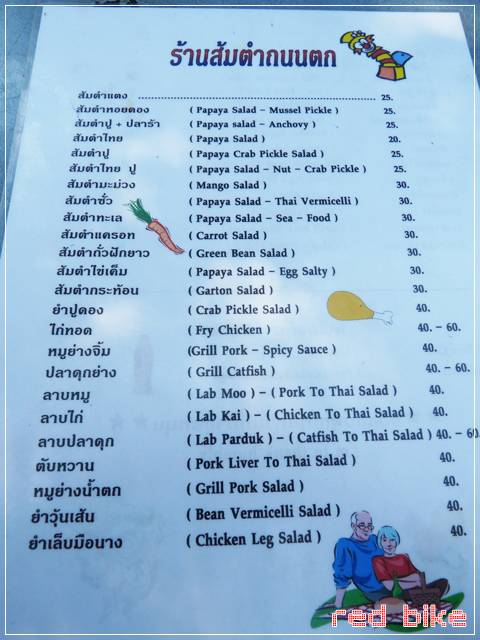 ร้านส้มตำถนนตก
ส้มตำแตง 25.
ส้มตำหอยดอง ( Papaya Salad - Mussel Pickle ) 25.
ส้มตำปู + ปลาร้า ( Papaya salad - Anchovy ) 25.
ส้มตำไทย ( Papaya Salad ) 20.
ส้มตำปู ( Papaya Crab Pickle Salad ) 25.
ส้มตำไทย ปู ( Papaya Salad - Nut - Crab Pickle ) 25.
ส้มตำมะม่วง ( Mango Salad ) 30.
ส้มตำซั่ว ( Papaya Salad - Thai Vermicelli ) 30.
ส้มตำทะเล ( Papaya Salad - Sea - Food ) 30.
ส้มตำแครอท ( Carrot Salad ) 30.
ส้มตำถั่วฝักยาว ( Green Bean Salad ) 30.
ส้มตำไข่เค็ม ( Papaya Salad - Egg Salty ) 30.
ส้มตำกระท้อน ( Garton Salad ) 30.
ยำปูดอง ( Crab Pickle Salad ) 40.
ไก่ทอด ( Fry Chicken ) 40. - 60.
หมูย่างจิ้ม (Grill Pork - Spicy Sauce ) 40.
ปลาดุกย่าง ( Grill Catfish ) 40. - 60.
ลาบหมู ( Lab Moo ) - ( Pork To Thai Salad ) 40.
ลาบไก่ ( Lab Kai ) - ( Chicken To Thai Salad ) 40.
ลาบปลาดุก ( Lab Parduk ) - ( Catfish To Thai Salad ) 40. - 60.
ตับหวาน ( Pork Liver To Thai Salad ) 40.
หมูย่างน้ำตก ( Grill Pork Salad ) 40.
ยำวุ้นเส้น ( Bean Vermicelli Salad ) 40.
ยำเล็บมือนาง ( Chicken Leg Salad ) 40.
red bike